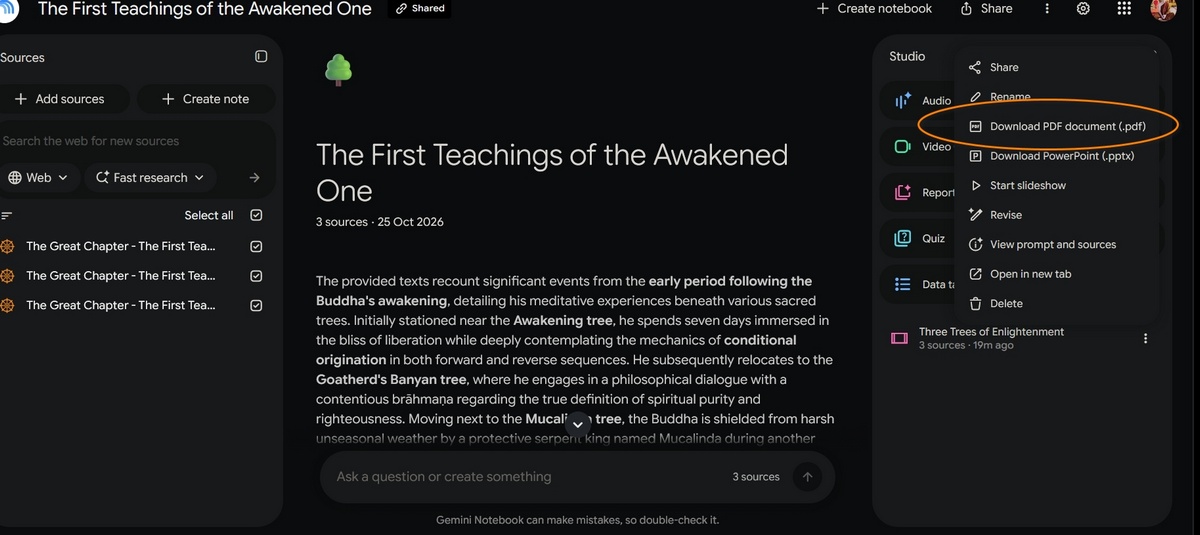 The First Teachings of the Awakened One
Shared
Create notebook
Share
Sources
Add sources
Create note
Search the web for new sources
Web
Fast research
Select all
The Great Chapter - The First Tea...
The Great Chapter - The First Tea...
The Great Chapter - The First Tea...
The First Teachings of the Awakened
One
3 sources · 25 Oct 2026
The provided texts recount significant events from the early period following the
Buddha's awakening, detailing his meditative experiences beneath various sacred
trees. Initially stationed near the Awakening tree, he spends seven days immersed in
the bliss of liberation while deeply contemplating the mechanics of conditional
origination in both forward and reverse sequences. He subsequently relocates to the
Goatherd's Banyan tree, where he engages in a philosophical dialogue with a
contentious brāhmaṇa regarding the true definition of spiritual purity and
righteousness. Moving next to the tree, the Buddha is shielded from harsh
unseasonal weather by a protective serpent king named Mucalinda during another
Ask a question or create something
3 sources
Gemini Notebook can make mistakes, so double-check it.
Studio
Audio
Video
Report
Quiz
Data
Share
Rename
PDF
Download PDF document (.pdf)
P
Download PowerPoint (.pptx)
Start slideshow
Revise
View prompt and sources
Open in new tab
Delete
Three Trees of Enlightenment
3 sources · 19m ago